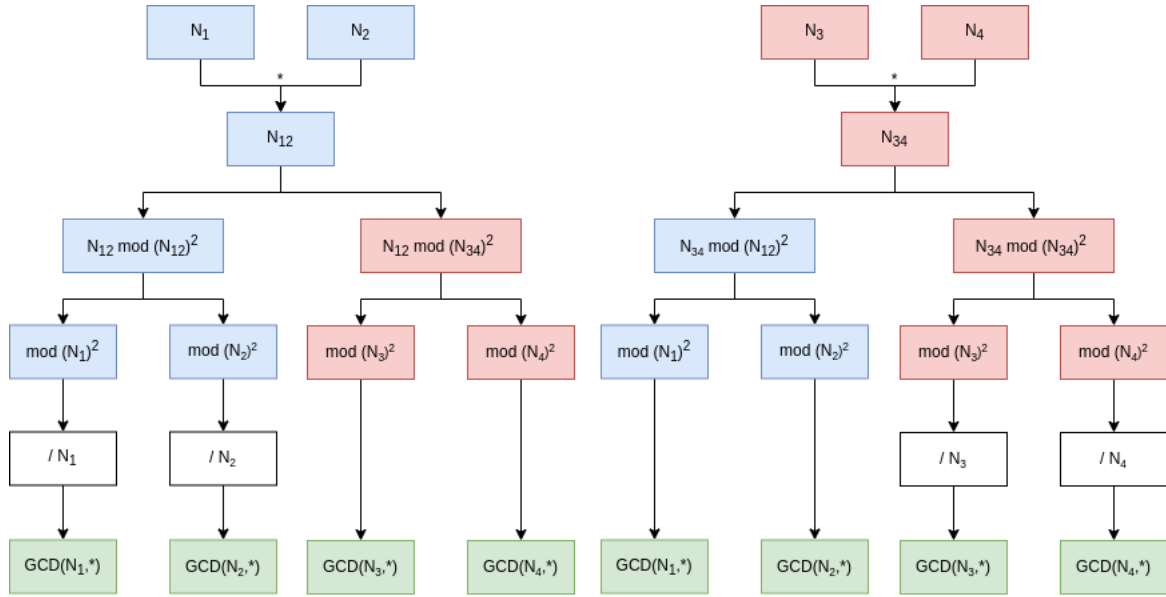 N₁
N₂
N₃
N₄
*
*
N₁₂
N₃₄
N₁₂ mod (N₁₂)²
N₁₂ mod (N₃₄)²
N₃₄ mod (N₁₂)²
N₃₄ mod (N₃₄)²
mod (N₁)²
mod (N₂)²
mod (N₃)²
mod (N₄)²
mod (N₁)²
mod (N₂)²
mod (N₃)²
mod (N₄)²
/ N₁
/ N₂
/ N₃
/ N₄
GCD(N₁,*)
GCD(N₂,*)
GCD(N₃,*)
GCD(N₄,*)
GCD(N₁,*)
GCD(N₂,*)
GCD(N₃,*)
GCD(N₄,*)